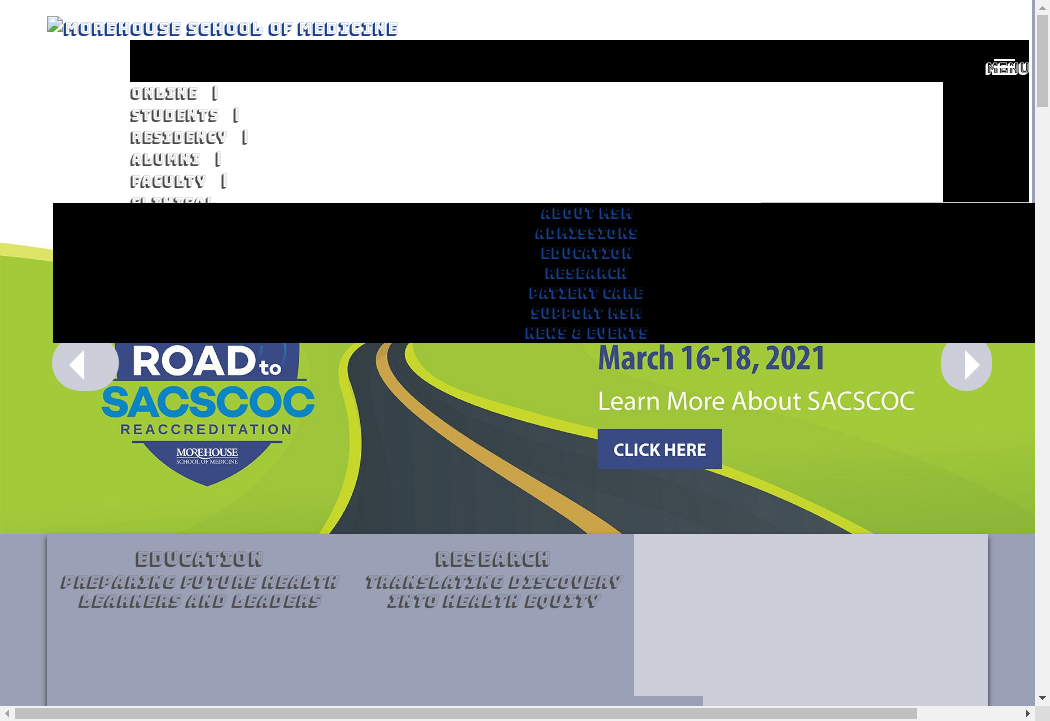 MOREHOUSE SCHOOL OF MEDICINE
MENU
ONLINE |
STUDENTS |
RESIDENCY |
ALUMNI |
FACULTY |
CLINICAL
ABOUT MSM
ADMISSIONS
EDUCATION
RESEARCH
PATIENT CARE
SUPPORT MSM
NEWS & EVENTS
ROAD to
SACSCOC
REACCREDITATION
MOREHOUSE
SCHOOL OF MEDICINE
March 16-18, 2021
Learn More About SACSCOC
CLICK HERE
EDUCATION
PREPARING FUTURE HEALTH
LEARNERS AND LEADERS
RESEARCH
TRANSLATING DISCOVERY
INTO HEALTH EQUITY